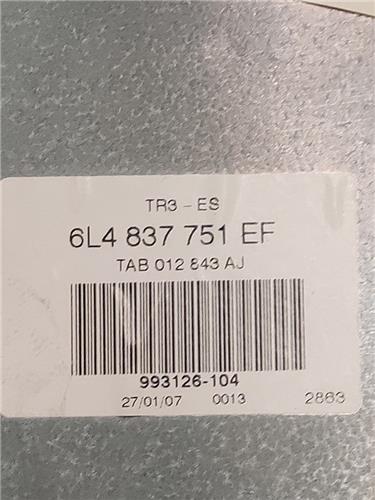 TR3 - ES
6L4 837 751 EF
TAB 012 843 AJ
993126-104
27/01/07 0013 2863